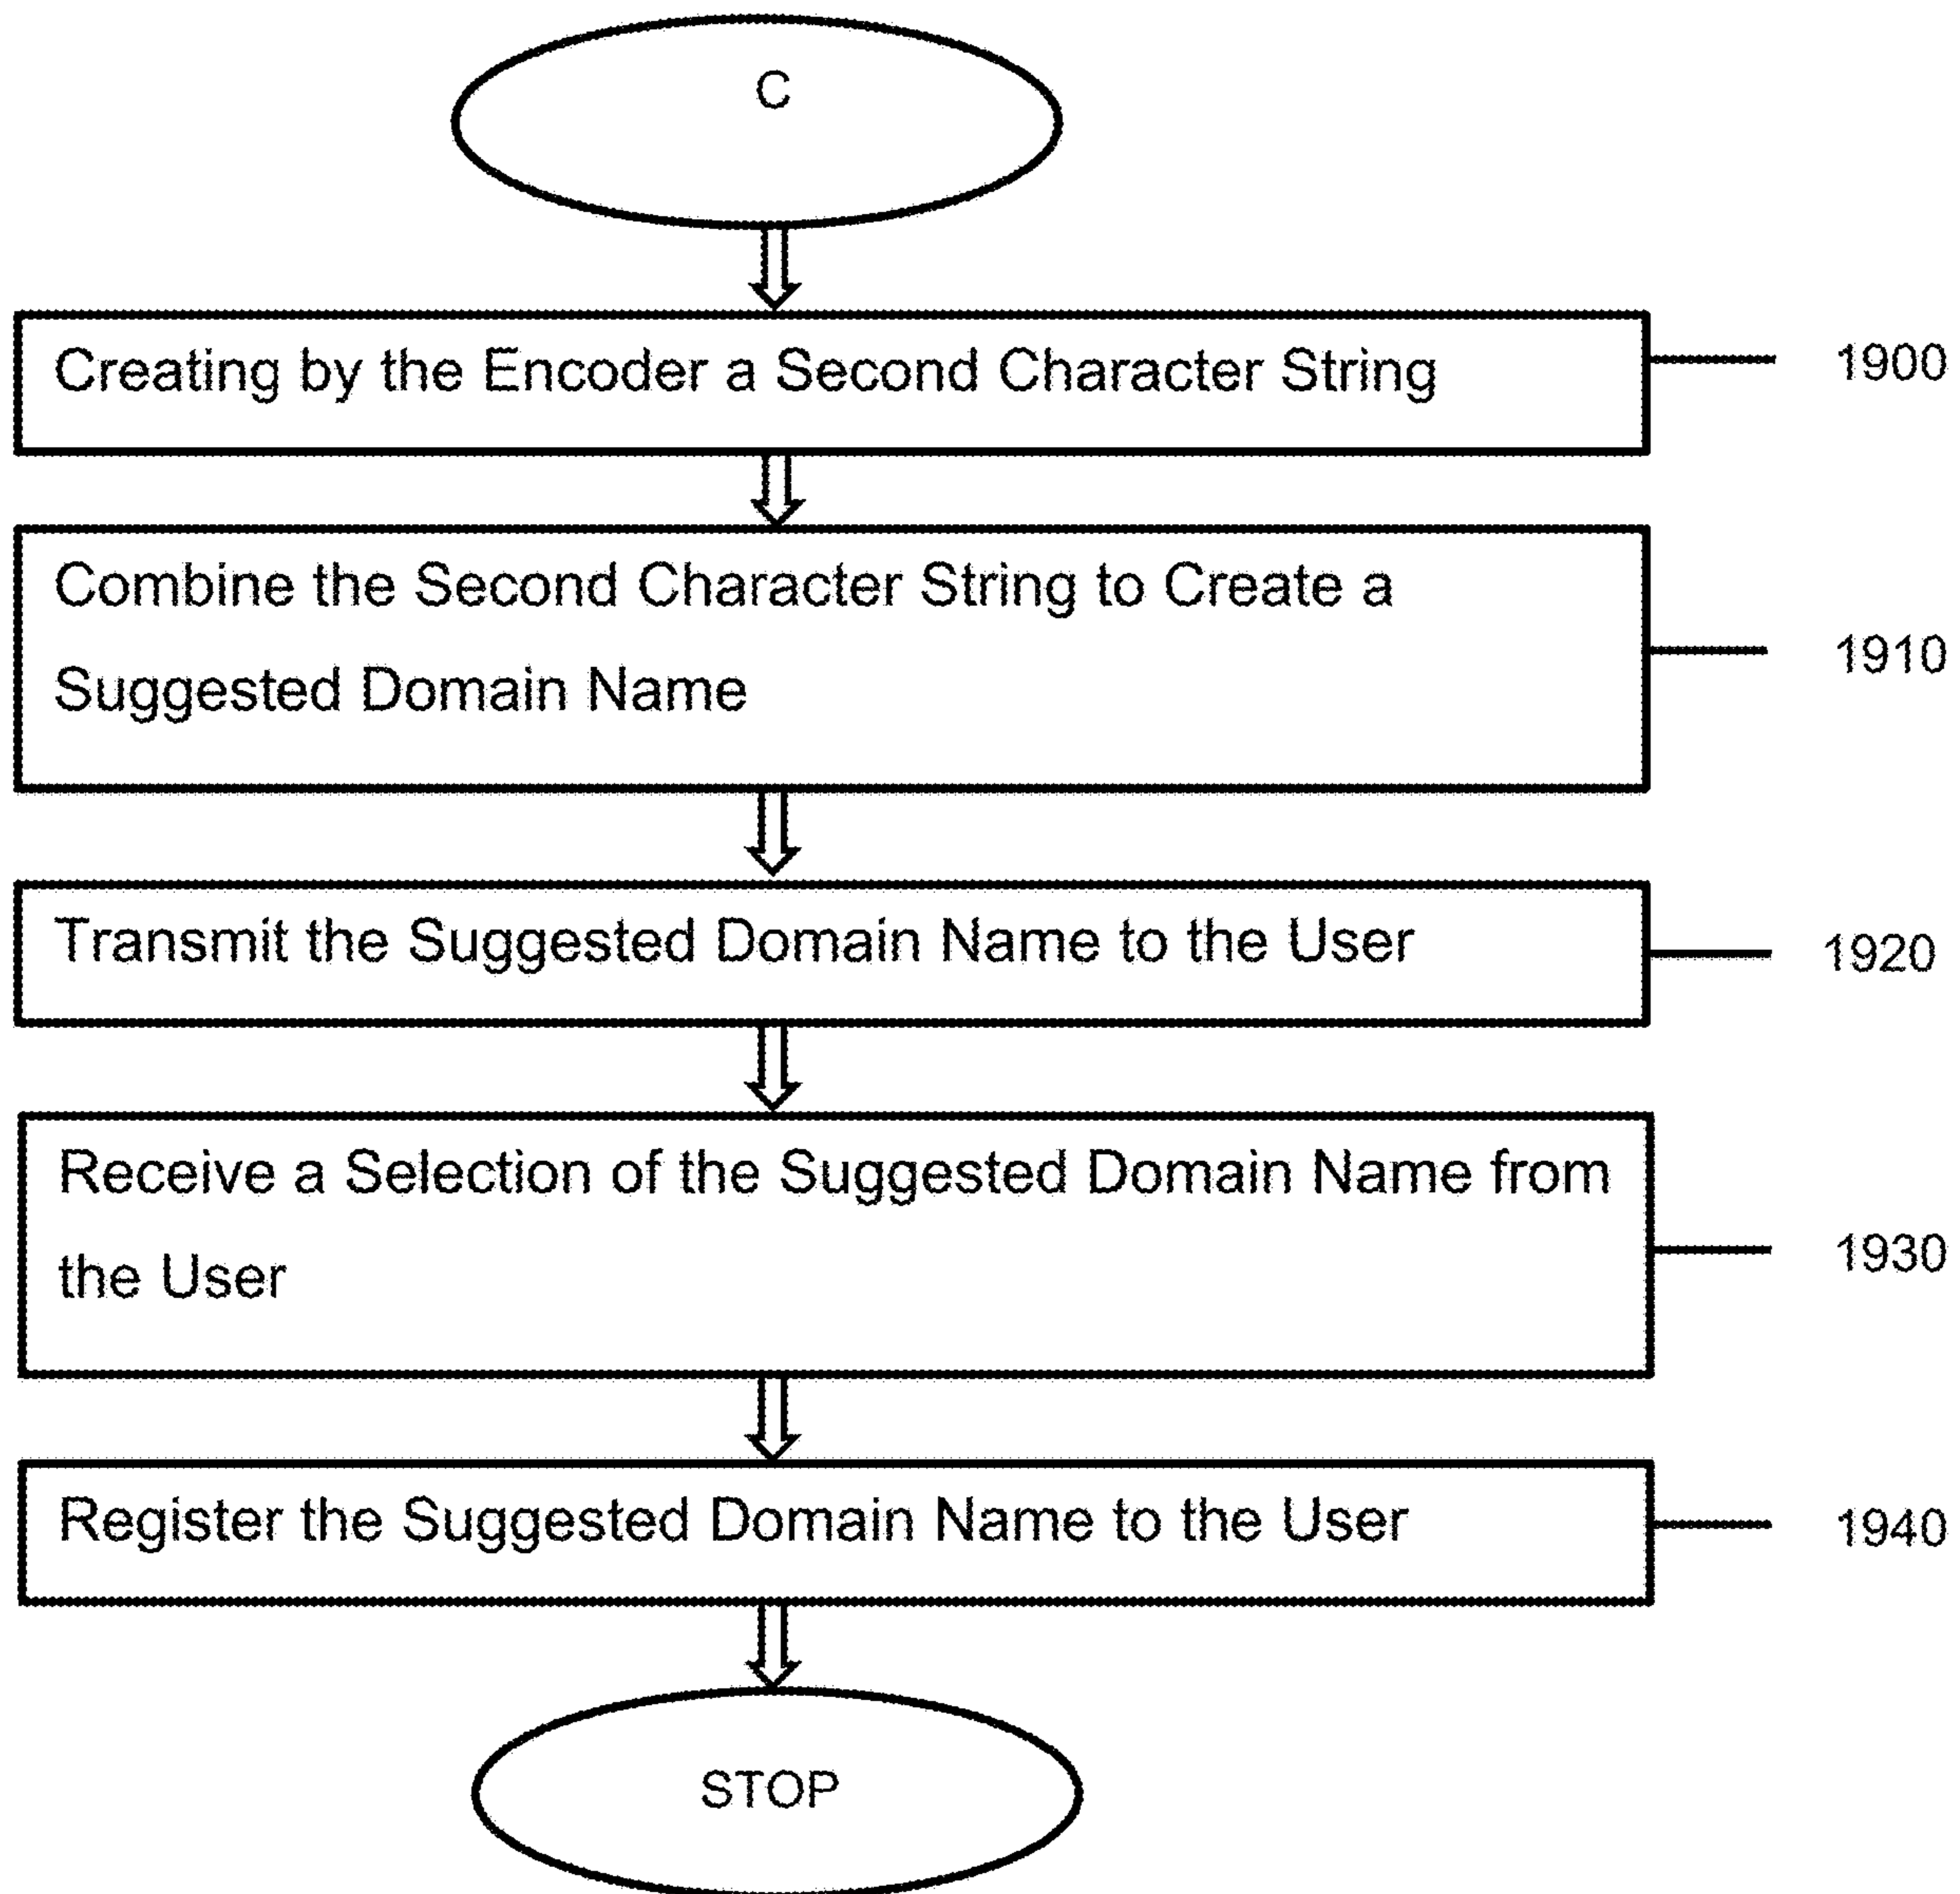 C
Creating by the Encoder a Second Character String
1900
Combine the Second Character String to Create a
Suggested Domain Name
1910
Transmit the Suggested Domain Name to the User
1920
Receive a Selection of the Suggested Domain Name from
the User
1930
Register the Suggested Domain Name to the User
1940
STOP